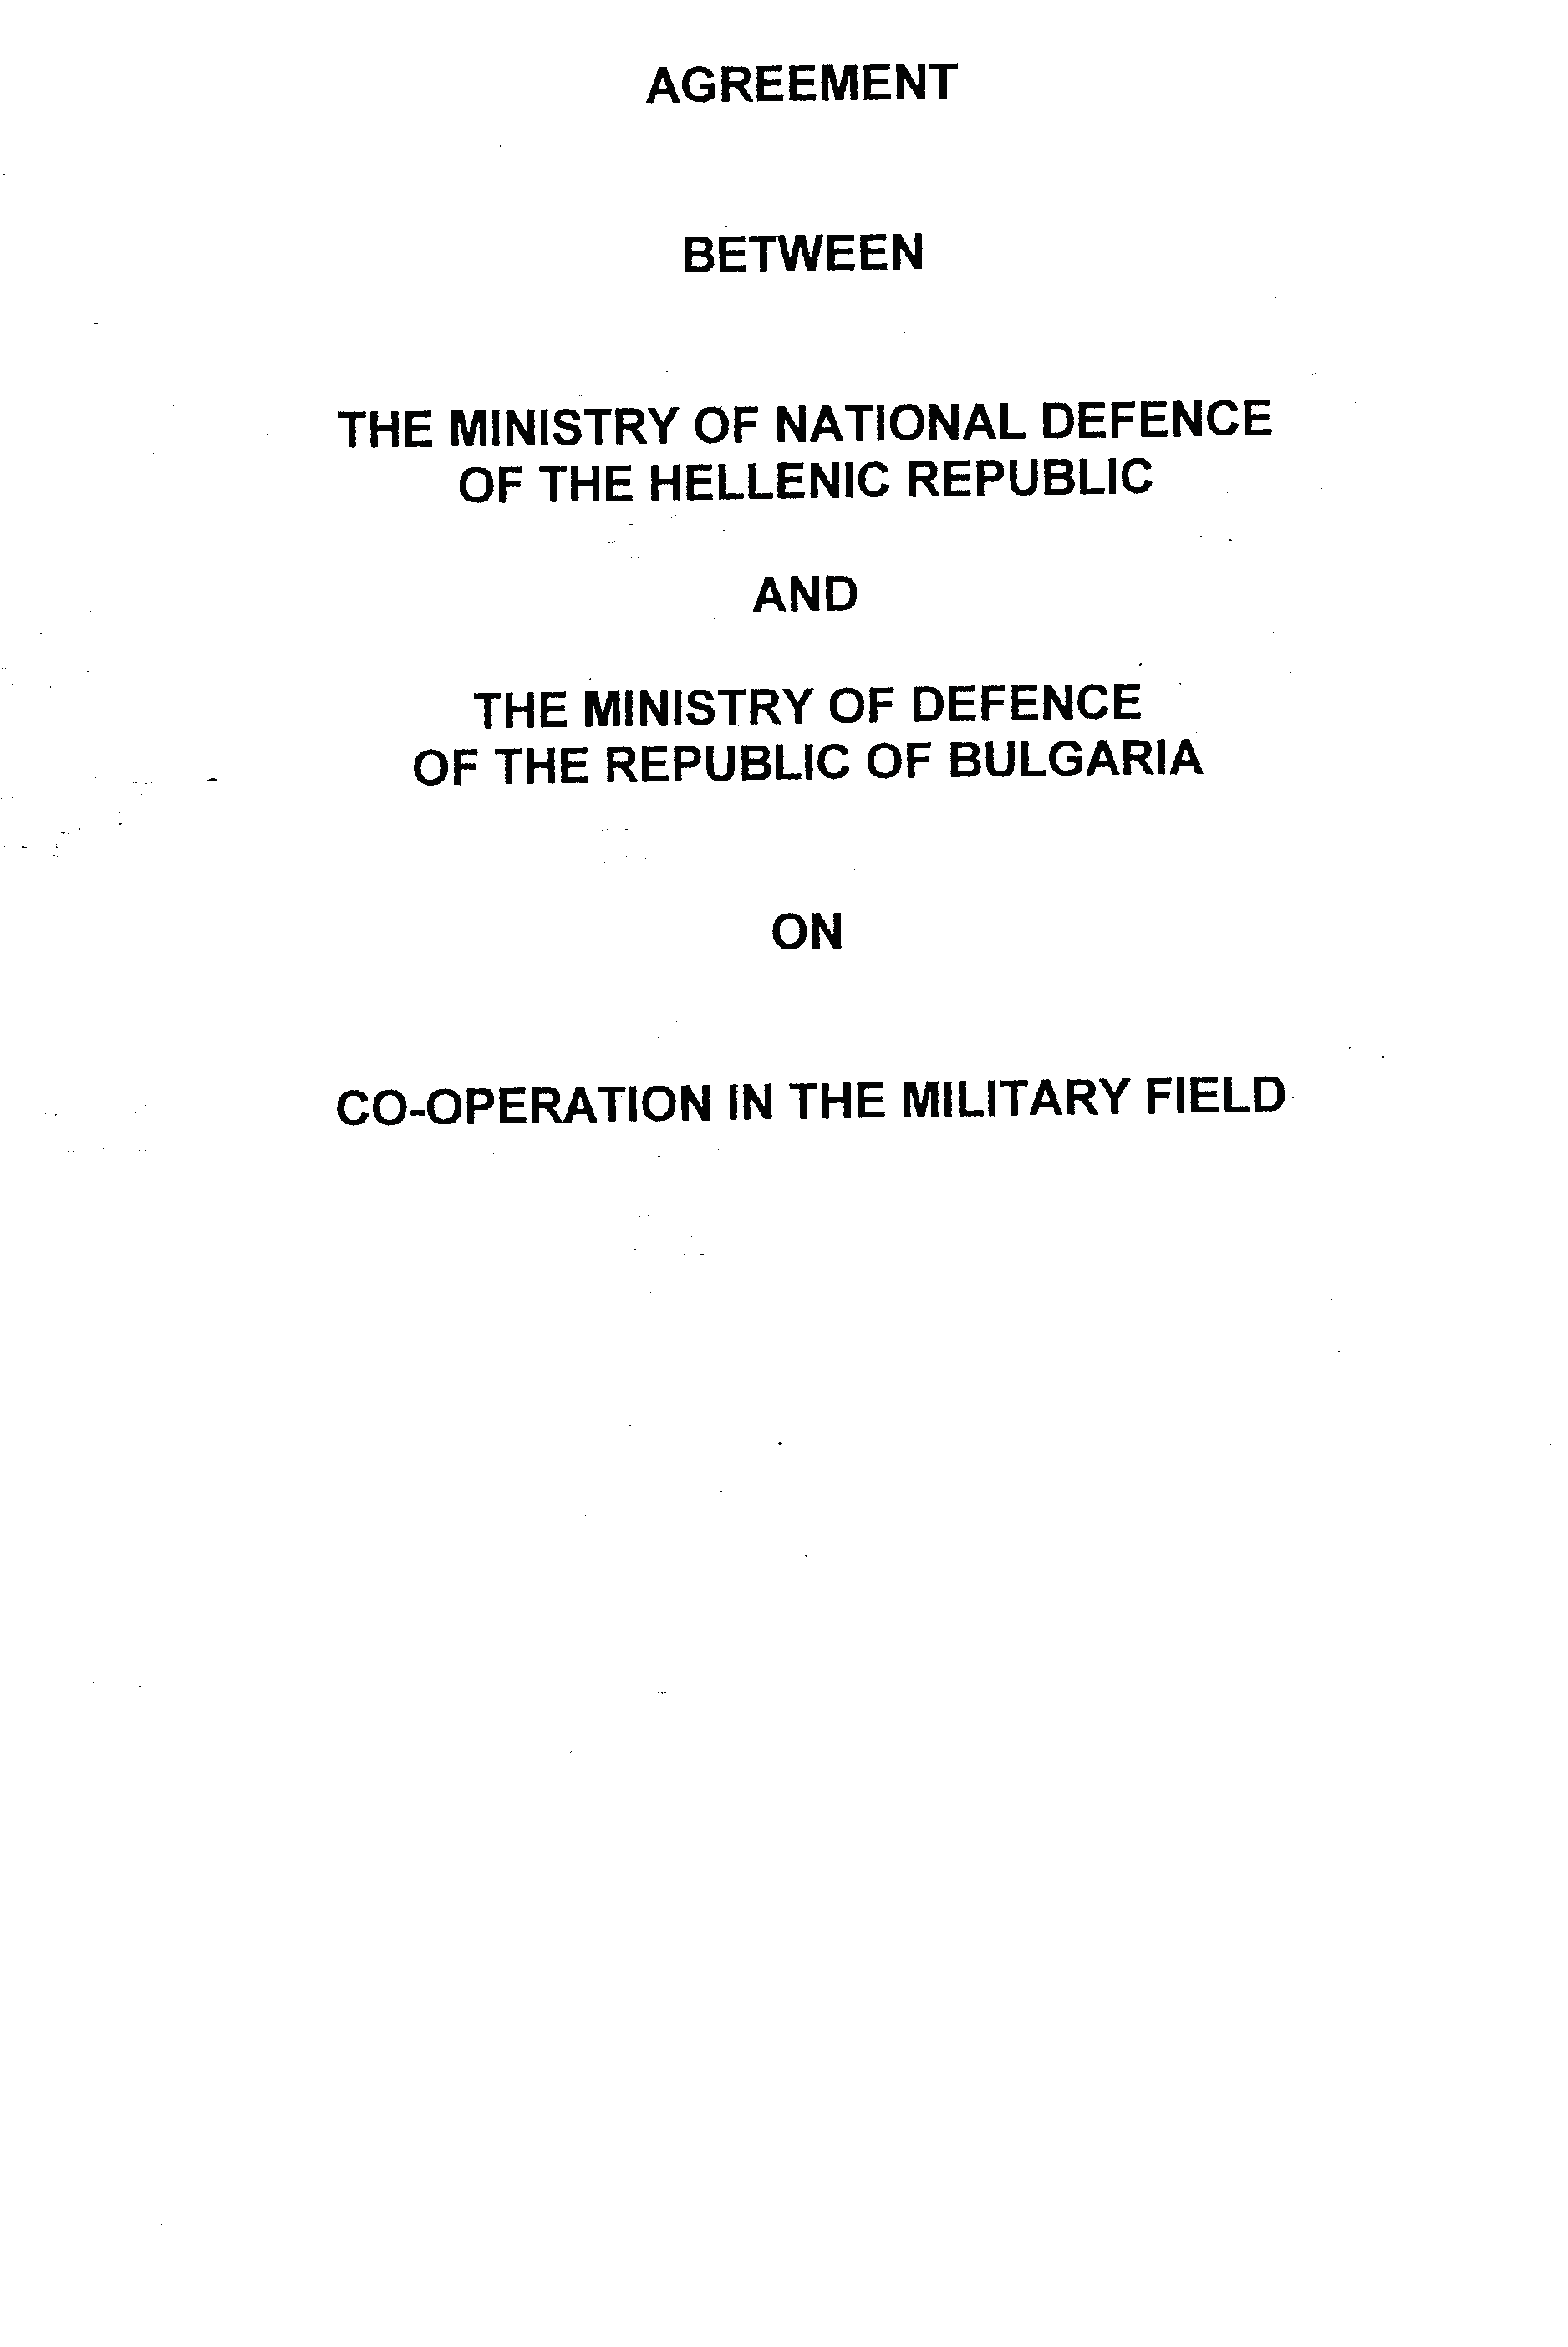 AGREEMENT
BETWEEN
THE MINISTRY OF NATIONAL DEFENCE
OF THE HELLENIC REPUBLIC
AND
THE MINISTRY OF DEFENCE
OF THE REPUBLIC OF BULGARIA
ON
CO-OPERATION IN THE MILITARY FIELD